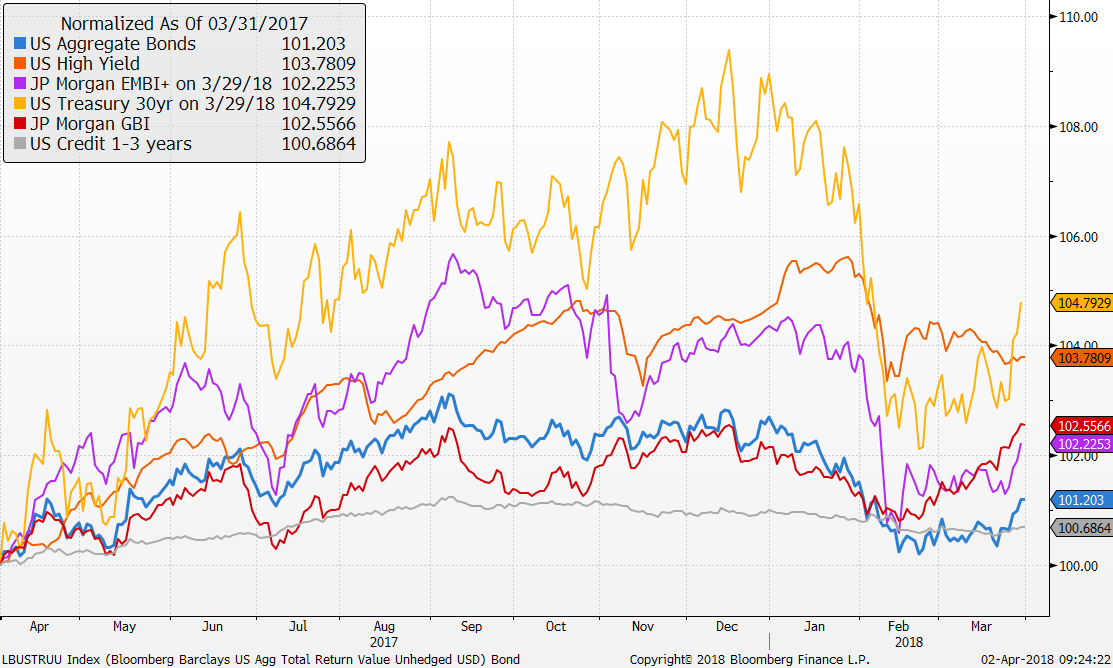 Normalized As Of 03/31/2017
US Aggregate Bonds 101.203
US High Yield 103.7809
JP Morgan EMBI+ on 3/29/18 102.2253
US Treasury 30yr on 3/29/18 104.7929
JP Morgan GBI 102.5566
US Credit 1-3 years 100.6864
110.00
108.00
106.00
104.7929
104.00
103.7809
102.5566
102.2253
102.00
101.203
100.6864
100.00
Apr May Jun Jul Aug Sep Oct Nov Dec Jan Feb Mar
2017 2018
LBUSTRUU Index (Bloomberg Barclays US Agg Total Return Value Unhedged USD) Bond Copyright© 2018 Bloomberg Finance L.P. 02-Apr-2018 09:24:22